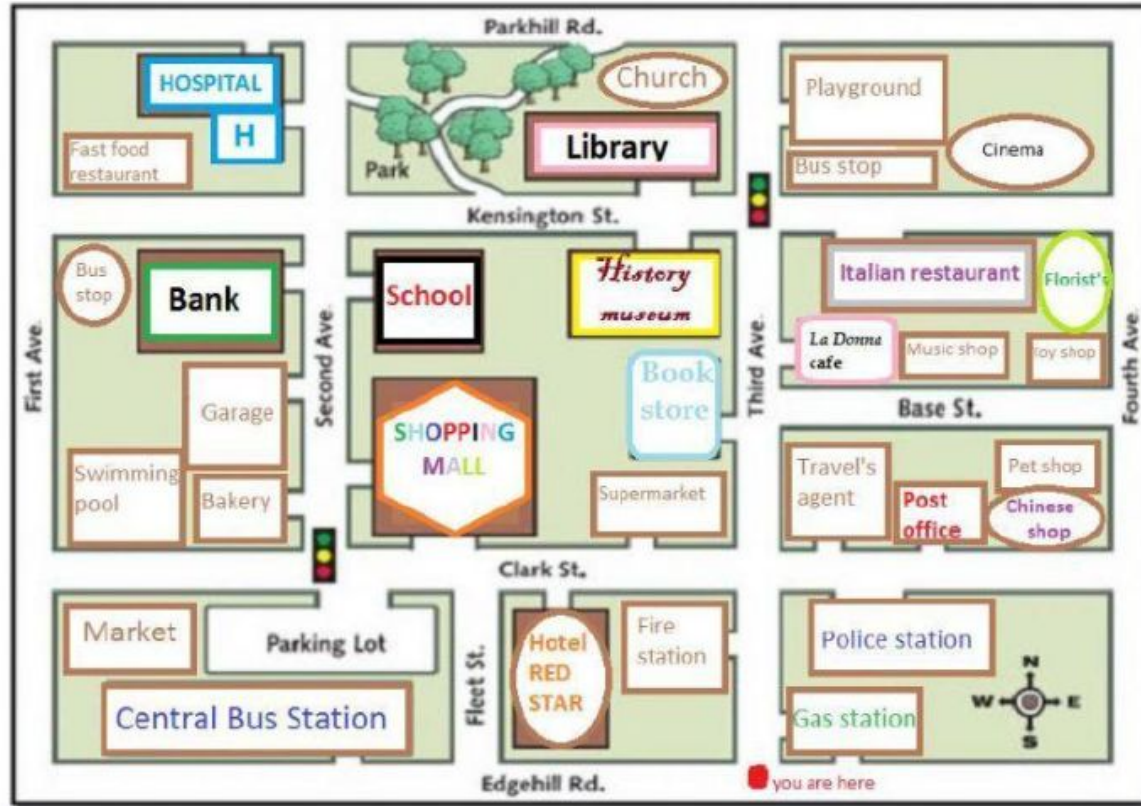 Parkhill Rd.
HOSPITAL
H
Fast food
restaurant
Church
Library
Park
Playground
Bus stop
Cinema
Kensington St.
First Ave.
Bus
stop
Bank
Garage
Swimming
pool
Bakery
Second Ave.
School
History
museum
SHOPPING
MALL
Book
store
Supermarket
Third Ave.
Italian restaurant
Florist's
La Donna
cafe
Music shop
Toy shop
Fourth Ave.
Base St.
Travel's
agent
Post
office
Pet shop
Chinese
shop
Clark St.
Market
Parking Lot
Central Bus Station
Fleet St.
Hotel
RED
STAR
Fire
station
Police station
Gas station
N
W
E
S
Edgehill Rd.
you are here